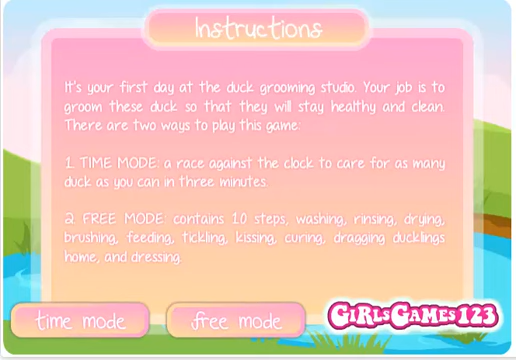 Instructions
It's your first day at the duck grooming studio. Your job is to
groom these duck so that they will stay healthy and clean.
There are two ways to play this game:
1. TIME MODE: a race against the clock to care for as many
duck as you can in three minutes.
2. FREE MODE: contains 10 steps, washing, rinsing, drying,
brushing, feeding, tickling, kissing, curing, dragging ducklings
home, and dressing.
time mode
free mode
GiRLsGAMES123